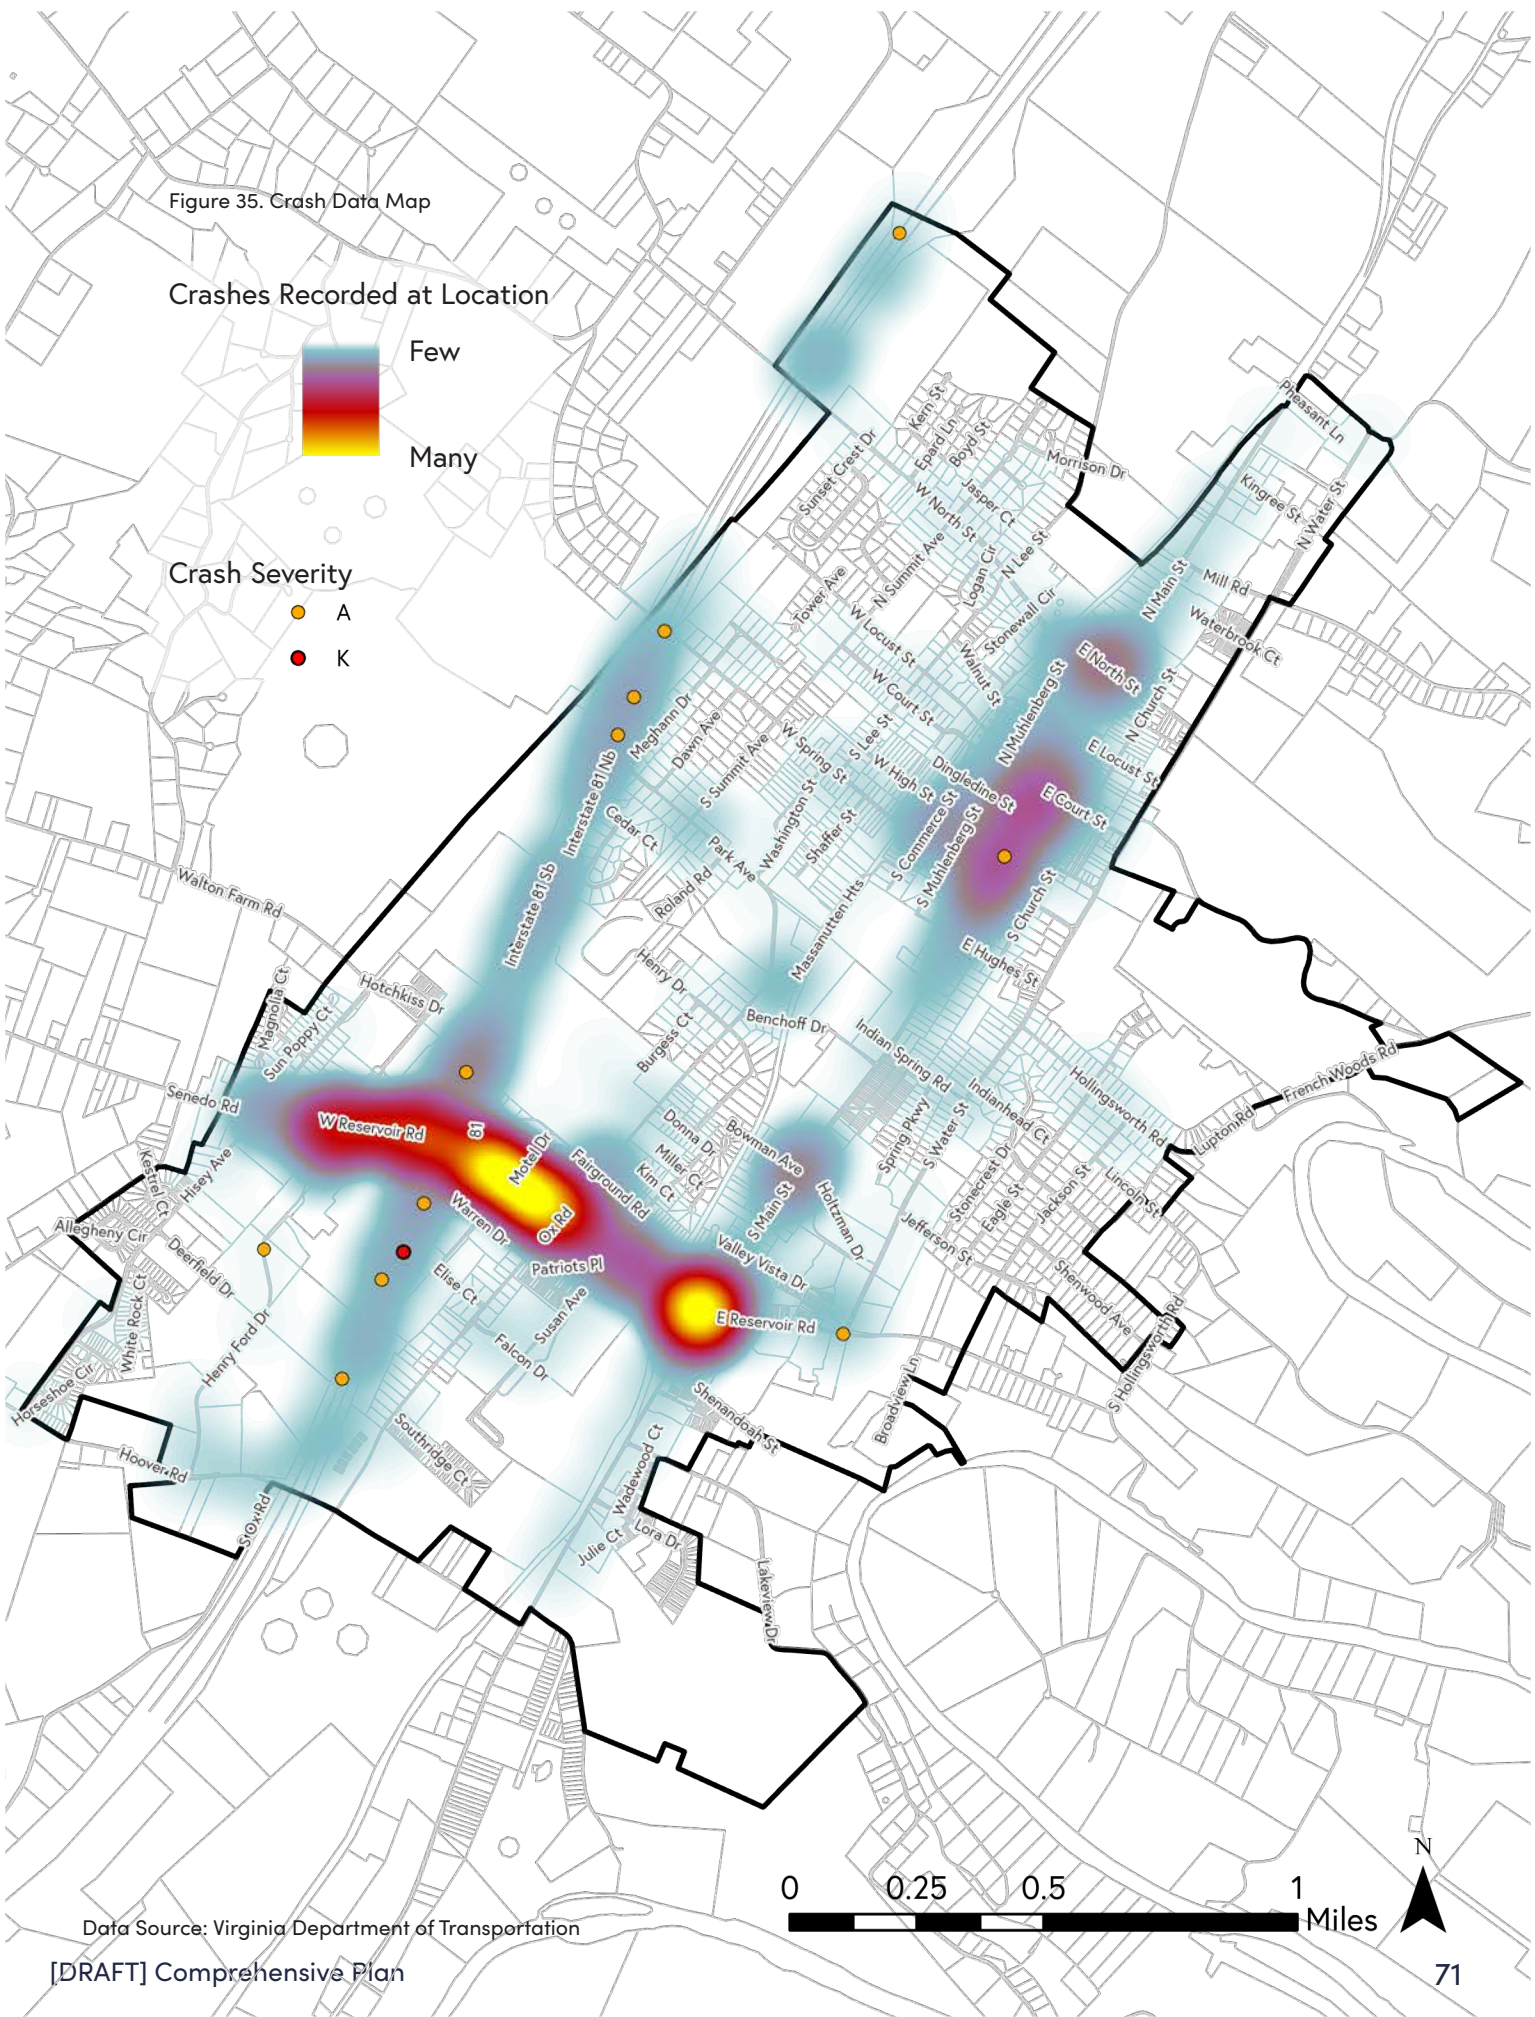 Figure 35. Crash Data Map
Crashes Recorded at Location
Few
Many
Crash Severity
A
K
Pheasant Ln
Kern St
Epard Ln
Boyd St
Morrison Dr
Sunset Crest Dr
Jasper Ct
W North St
Kingree St
N Water St
N Summit Ave
Logan Cir
N Lee St
N Main St
Mill Rd
Tower Ave
Stonewall Cir
Waterbrook Ct
W Locust St
Walnut St
E North St
N Muhlenberg St
N Church St
Meghann Dr
Dawn Ave
W Court St
S Lee St
W Spring St
S Summit Ave
W High St
Dingledine St
E Locust St
E Court St
Interstate 81 Nb
Cedar Ct
Washington St
Shaffer St
S Commerce St
S Muhlenberg St
Park Ave
Roland Rd
Walton Farm Rd
Interstate 81 Sb
Massanutten Hts
S Church St
E Hughes St
Henry Dr
Hotchkiss Dr
Magnolia Ct
Sun Poppy Ct
Benchoff Dr
Burgess Ct
Indian Spring Rd
Hollingsworth Rd
French Woods Rd
Senedo Rd
W Reservoir Rd
81
Motel Dr
Donna Dr
Bowman Ave
Spring Pkwy
S Water St
Indianhead Ct
Lupton Rd
Kestrel Ct
Hisey Ave
Fairground Rd
Miller Ct
Kim Ct
Stonecrest Dr
Eagle St
Jackson St
Lincoln St
Allegheny Cir
Deerfield Dr
Warren Dr
Ox Rd
S Main St
Holtzman Dr
Jefferson St
Patriots Pl
Valley Vista Dr
Elise Ct
White Rock Ct
Henry Ford Dr
Susan Ave
Falcon Dr
E Reservoir Rd
Shenwood Ave
S Hollingsworth Rd
Horseshoe Cir
Broadview Ln
Shenandoah St
Southridge Ct
Wadewood Ct
Hoover Rd
S Ox Rd
Julie Ct
Lora Dr
Lakeview Dr
N
0 0.25 0.5 1
Miles
Data Source: Virginia Department of Transportation
[DRAFT] Comprehensive Plan
71